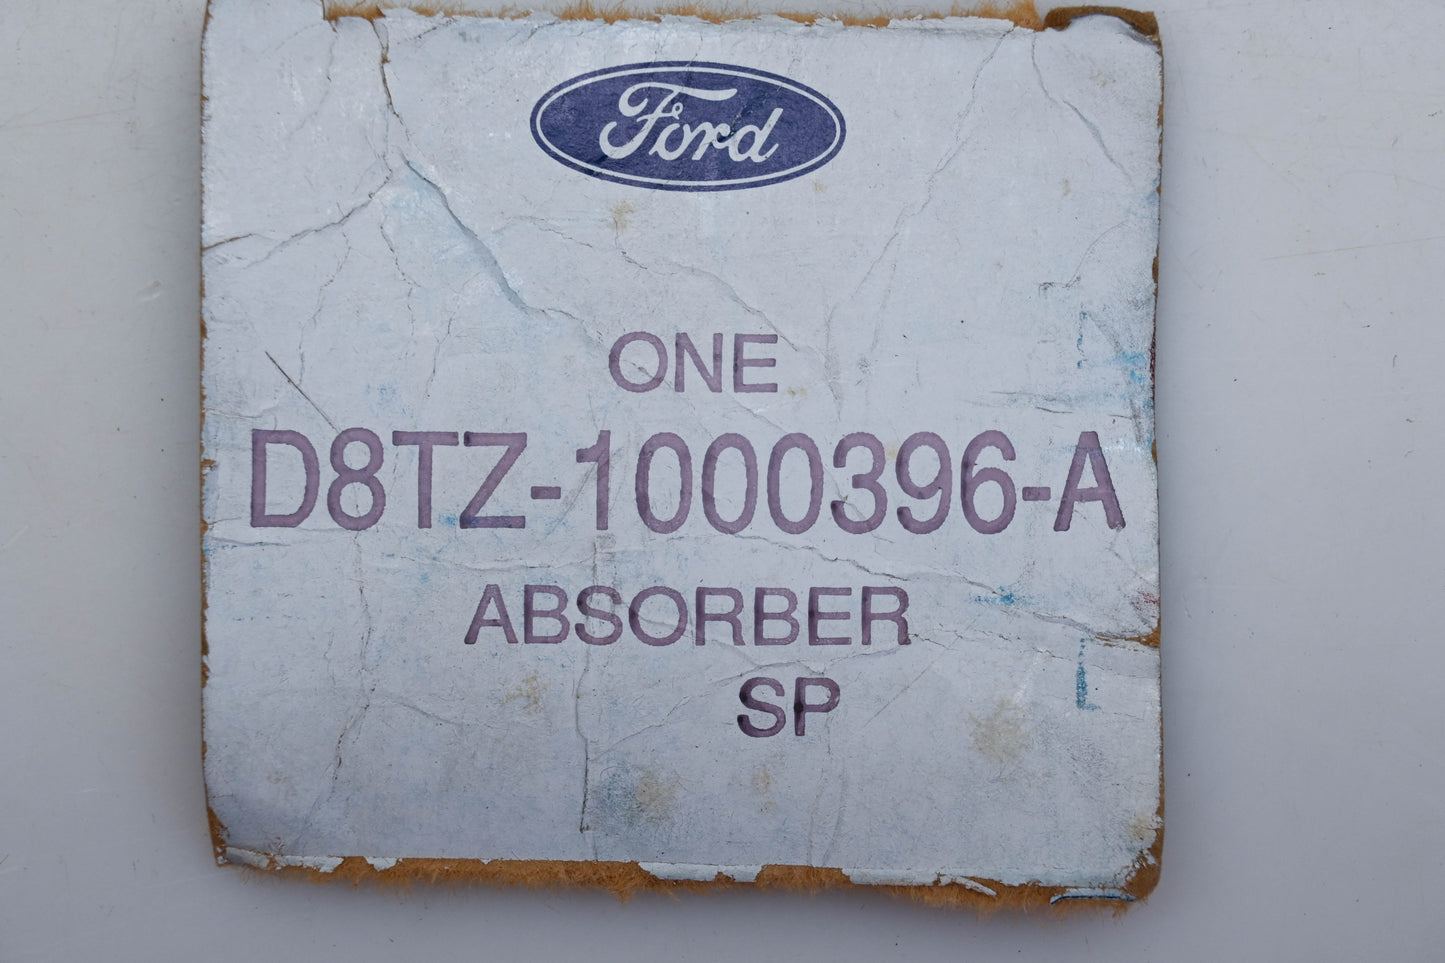 Ford
ONE
D8TZ-1000396-A
ABSORBER
SP